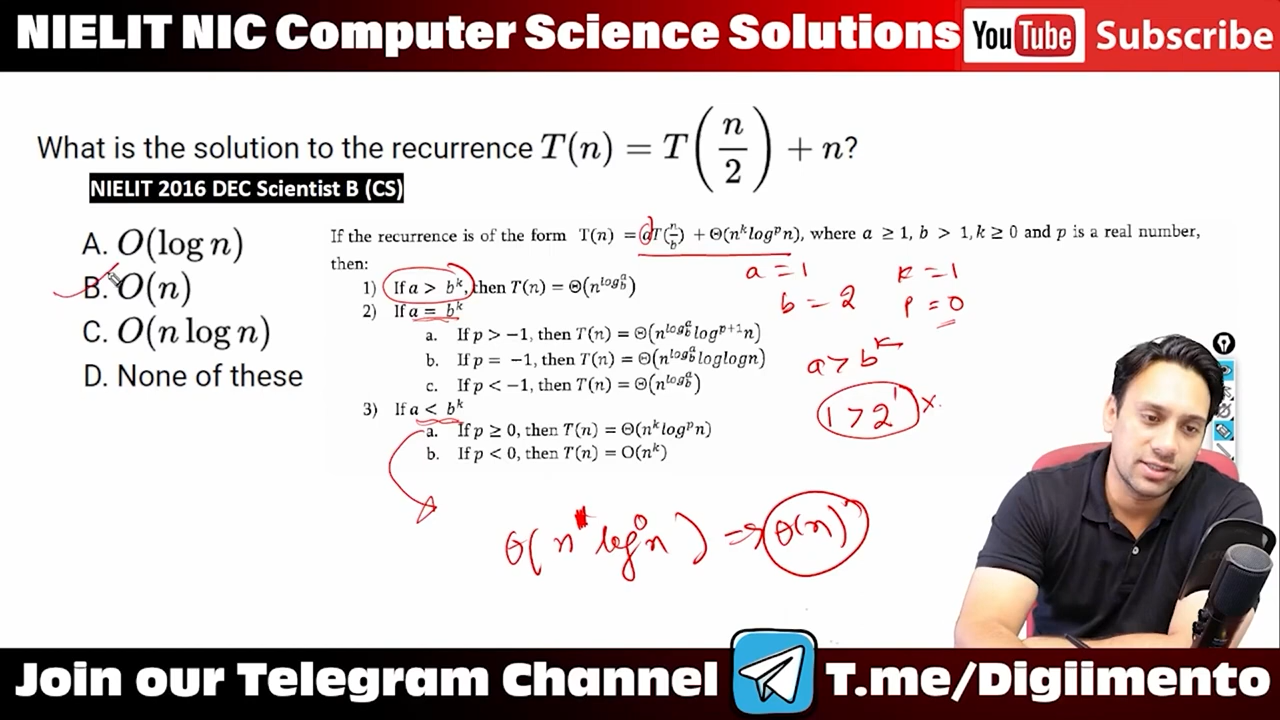 NIELIT NIC Computer Science Solutions YouTube Subscribe
What is the solution to the recurrence T(n) = T(n/2) + n?
NIELIT 2016 DEC Scientist B (CS)
A. O(log n)
B. O(n)
C. O(n log n)
D. None of these
If the recurrence is of the form T(n) = aT(n/b) + Θ(n^k log^p n), where a ≥ 1, b > 1, k ≥ 0 and p is a real number,
then:
1) If a > b^k, then T(n) = Θ(n^{log_b^a})
2) If a = b^k
a. If p > −1, then T(n) = Θ(n^{log_b^a} log^{p+1} n)
b. If p = −1, then T(n) = Θ(n^{log_b^a} loglogn)
c. If p < −1, then T(n) = Θ(n^{log_b^a})
3) If a < b^k
a. If p ≥ 0, then T(n) = Θ(n^k log^p n)
b. If p < 0, then T(n) = O(n^k)
a = 1 k = 1
b = 2 p = 0
a > b^k
1 > 2^1 x
θ(n log^0 n) ⇒ θ(n)
Join our Telegram Channel T.me/Digiimento